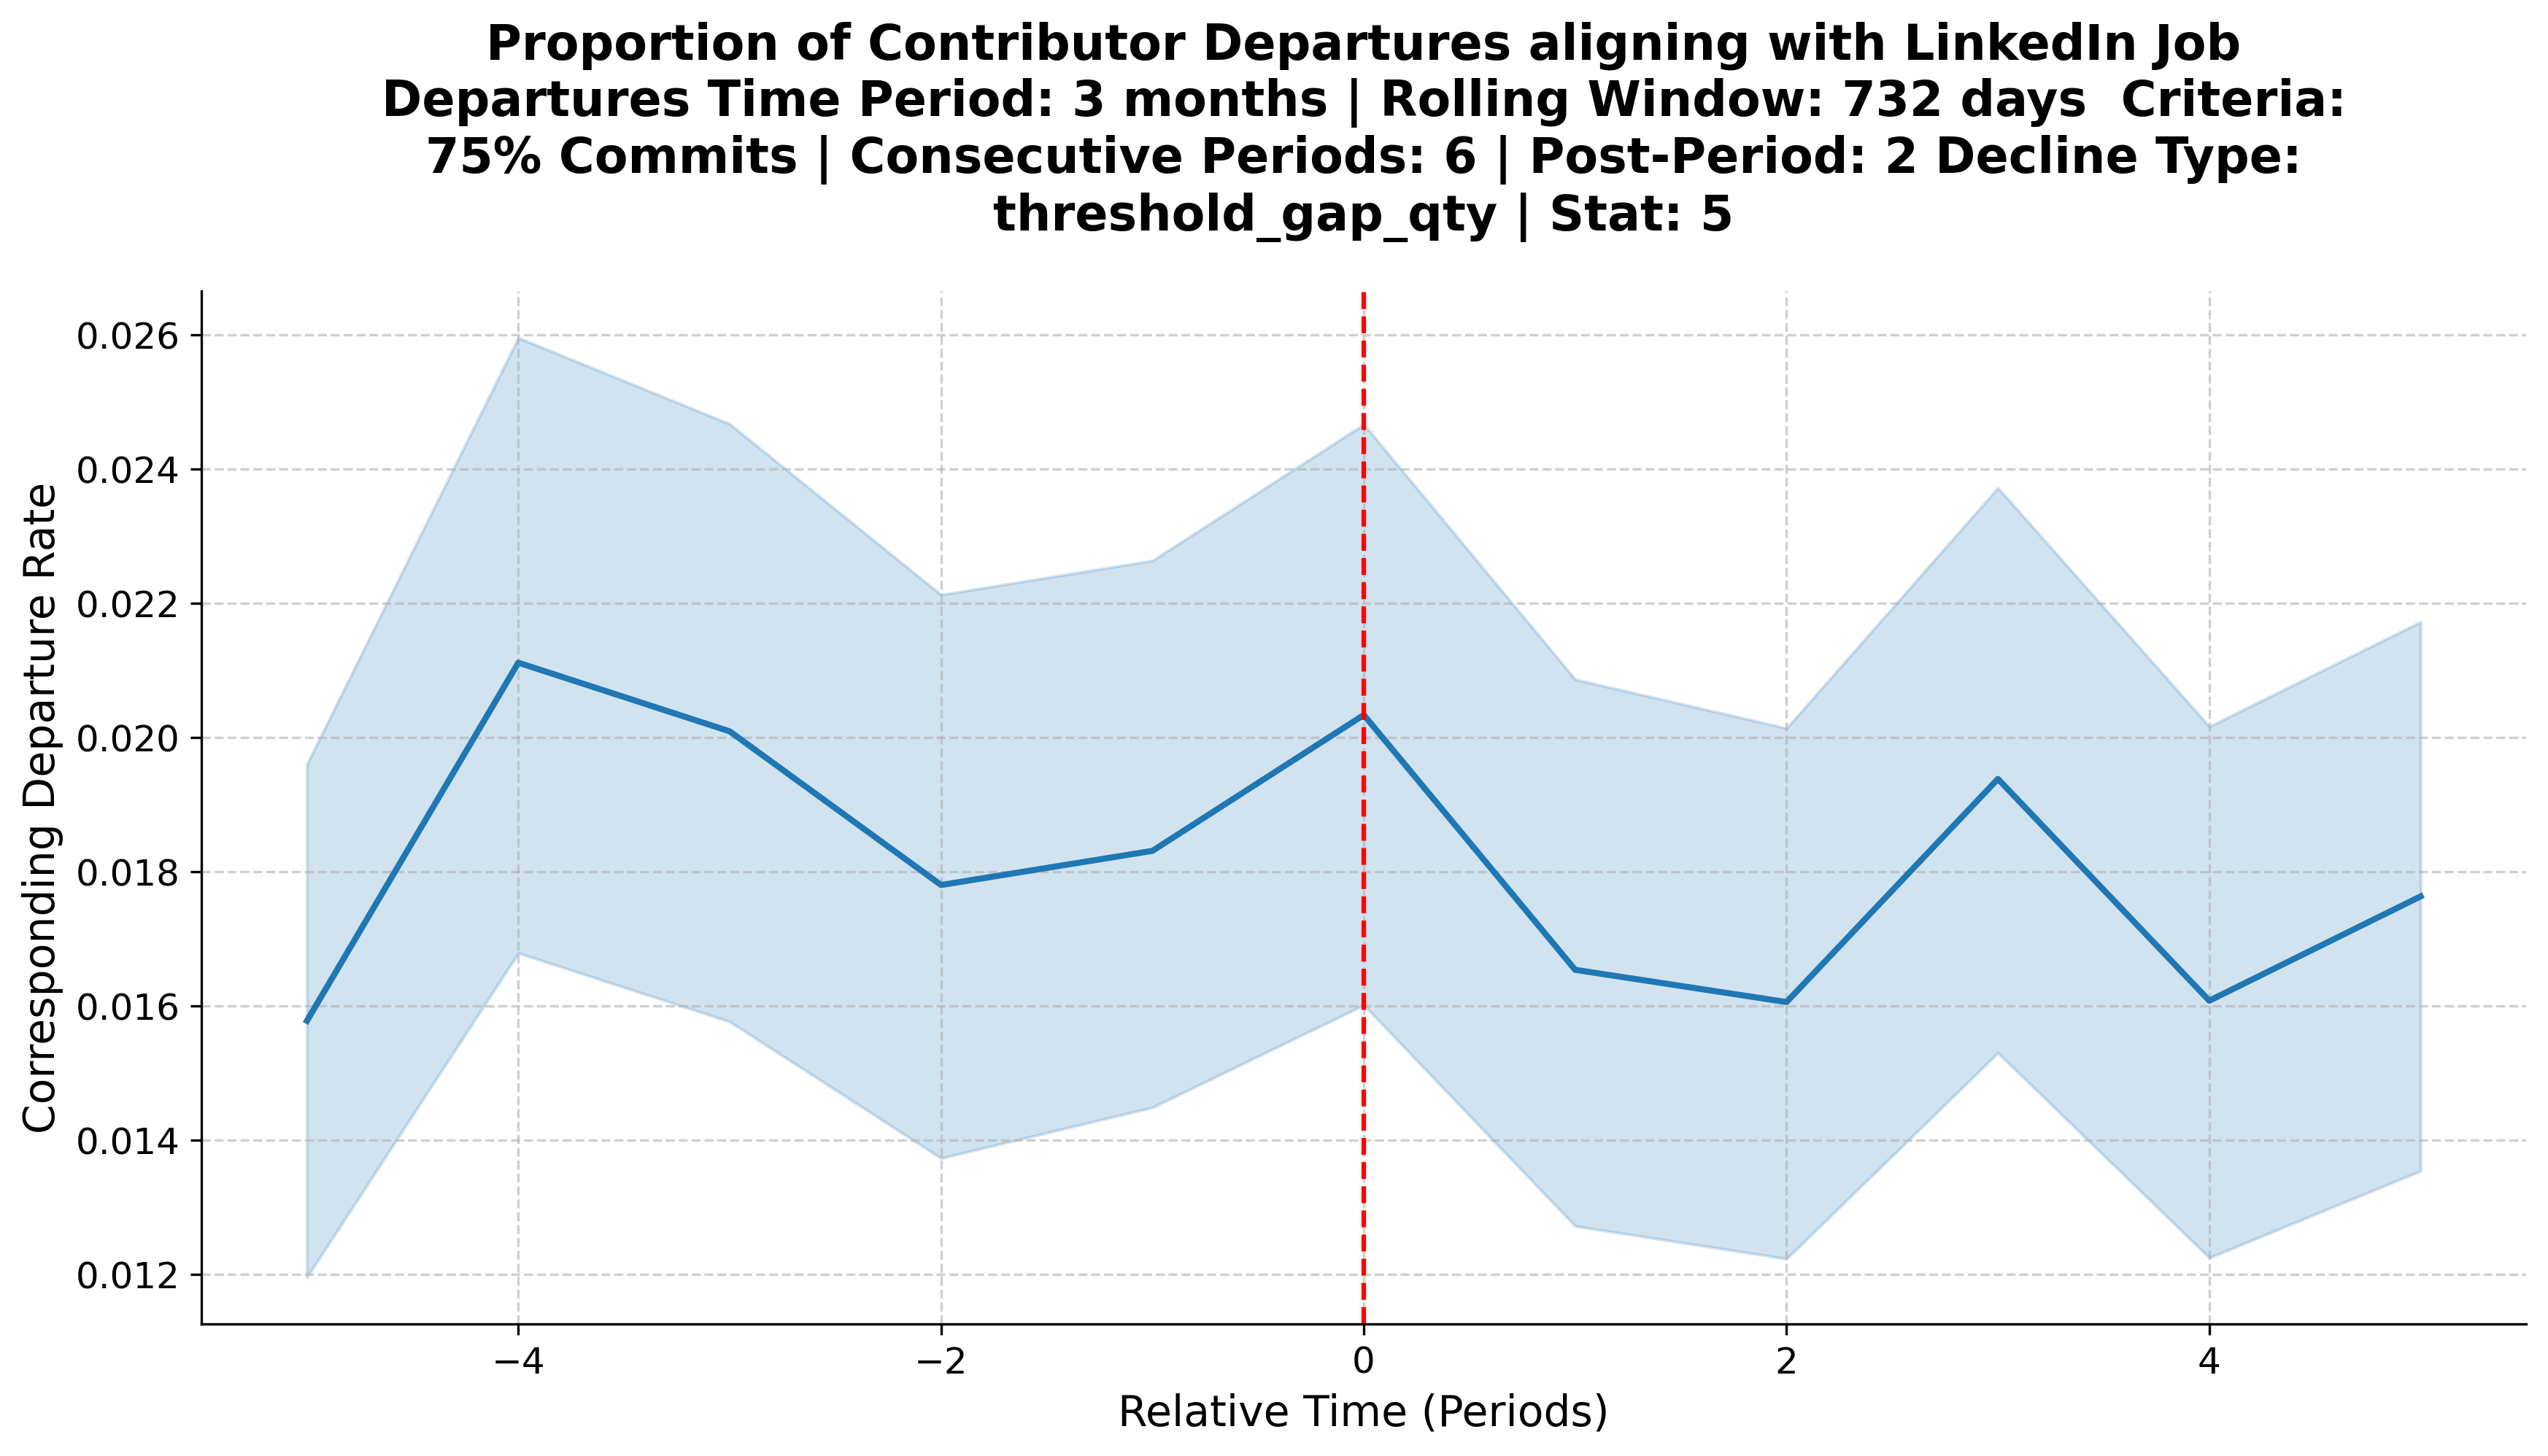 Proportion of Contributor Departures aligning with LinkedIn Job
Departures Time Period: 3 months | Rolling Window: 732 days  Criteria:
75% Commits | Consecutive Periods: 6 | Post-Period: 2 Decline Type:
threshold_gap_qty | Stat: 5
0.026
0.024
0.022
0.020
0.018
0.016
0.014
0.012
Corresponding Departure Rate
−4
−2
0
2
4
Relative Time (Periods)